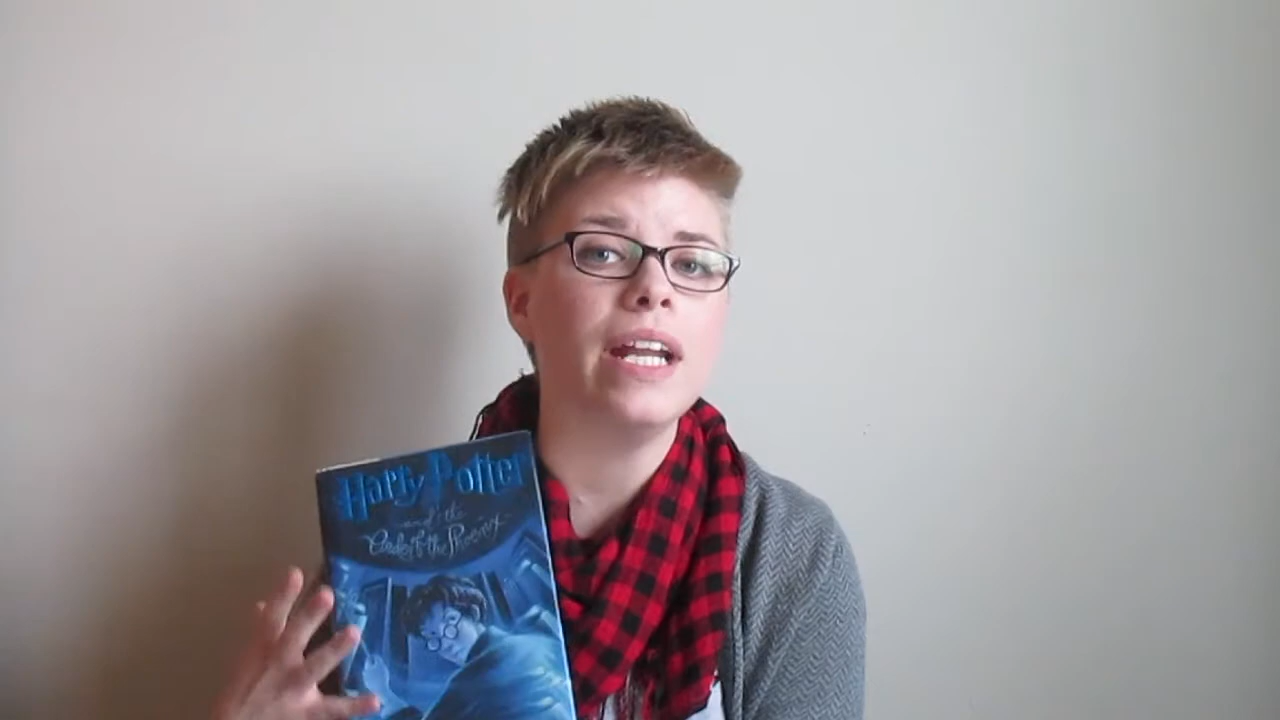 Harry Potter
and the
Order of the Phoenix